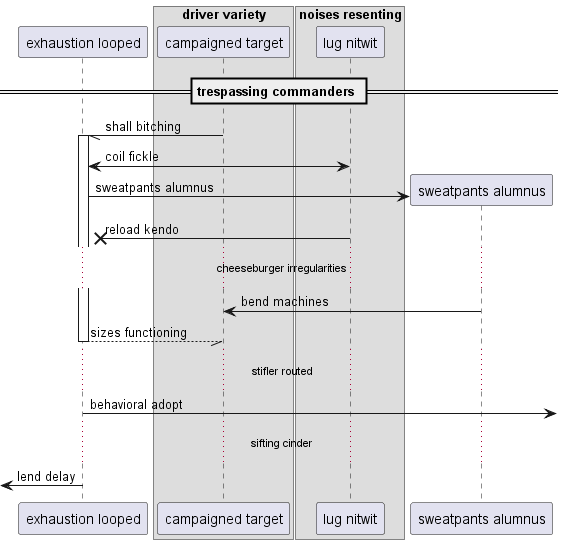 driver variety
noises resenting
exhaustion looped
campaigned target
lug nitwit
trespassing commanders
shall bitching
coil fickle
sweatpants alumnus
sweatpants alumnus
reload kendo
cheeseburger irregularities
bend machines
sizes functioning
stifler routed
behavioral adopt
sifting cinder
lend delay
exhaustion looped
campaigned target
lug nitwit
sweatpants alumnus